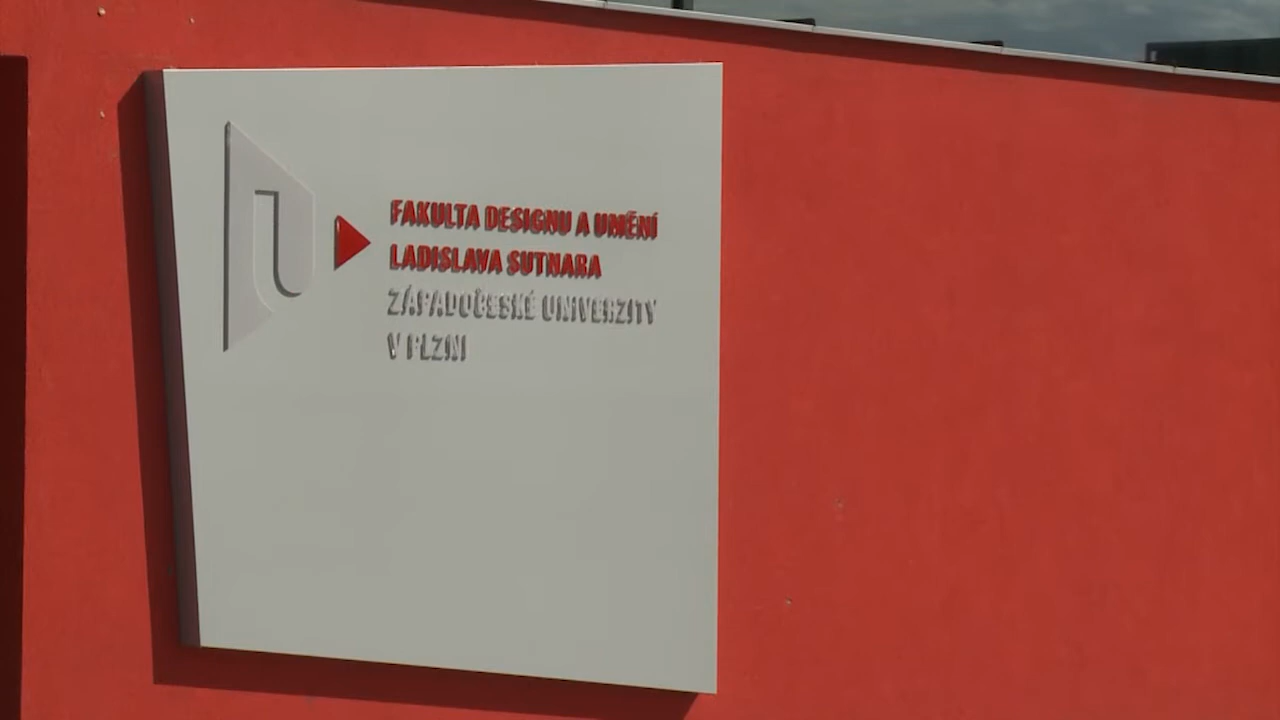 FAKULTA DESIGNU A UMĚNÍ
LADISLAVA SUTNARA
ZÁPADOČESKÉ UNIVERZITY
V PLZNI